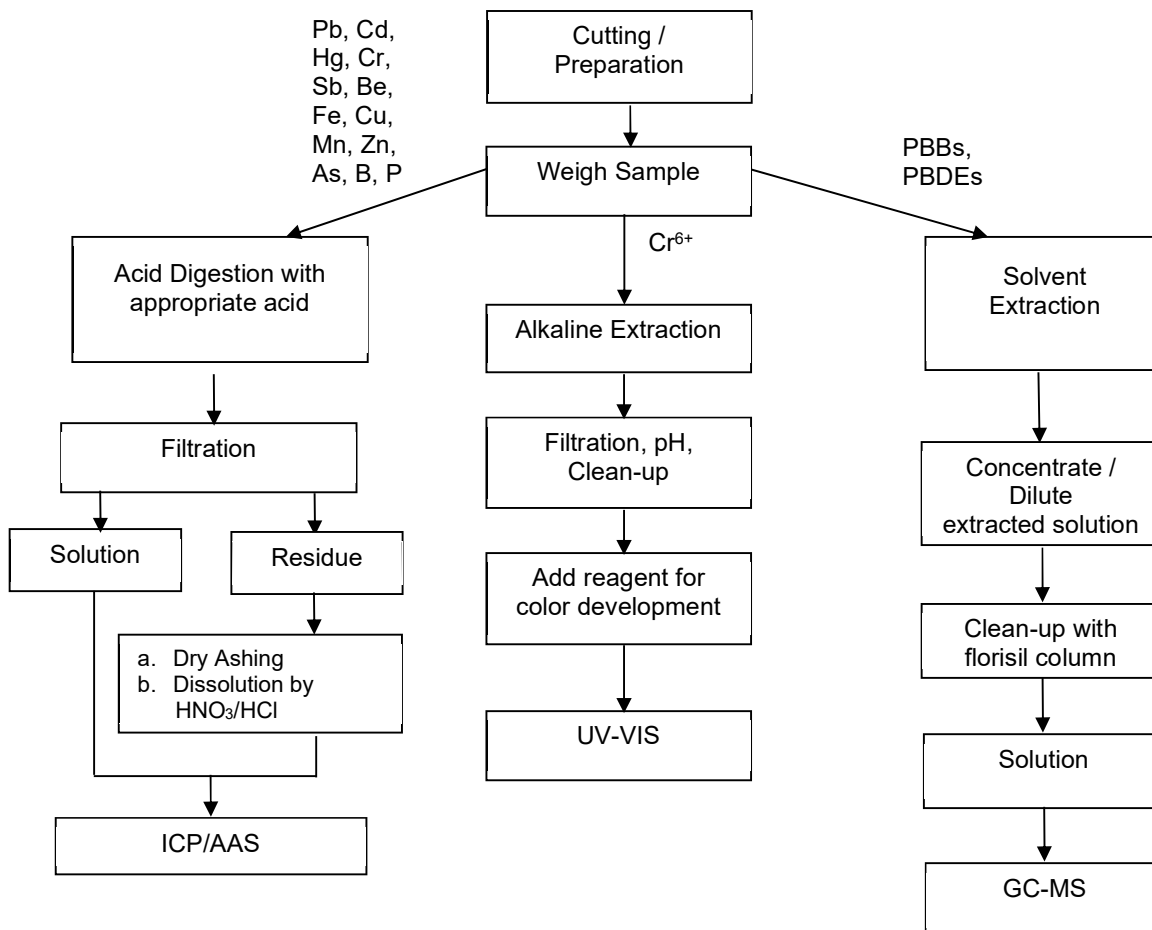 Pb, Cd,
Hg, Cr,
Sb, Be,
Fe, Cu,
Mn, Zn,
As, B, P
Cutting /
Preparation
Weigh Sample
PBBs,
PBDEs
Cr⁶⁺
Acid Digestion with
appropriate acid
Filtration
Solution
Residue
a. Dry Ashing
b. Dissolution by
HNO₃/HCl
ICP/AAS
Alkaline Extraction
Filtration, pH,
Clean-up
Add reagent for
color development
UV-VIS
Solvent
Extraction
Concentrate /
Dilute
extracted solution
Clean-up with
florisil column
Solution
GC-MS